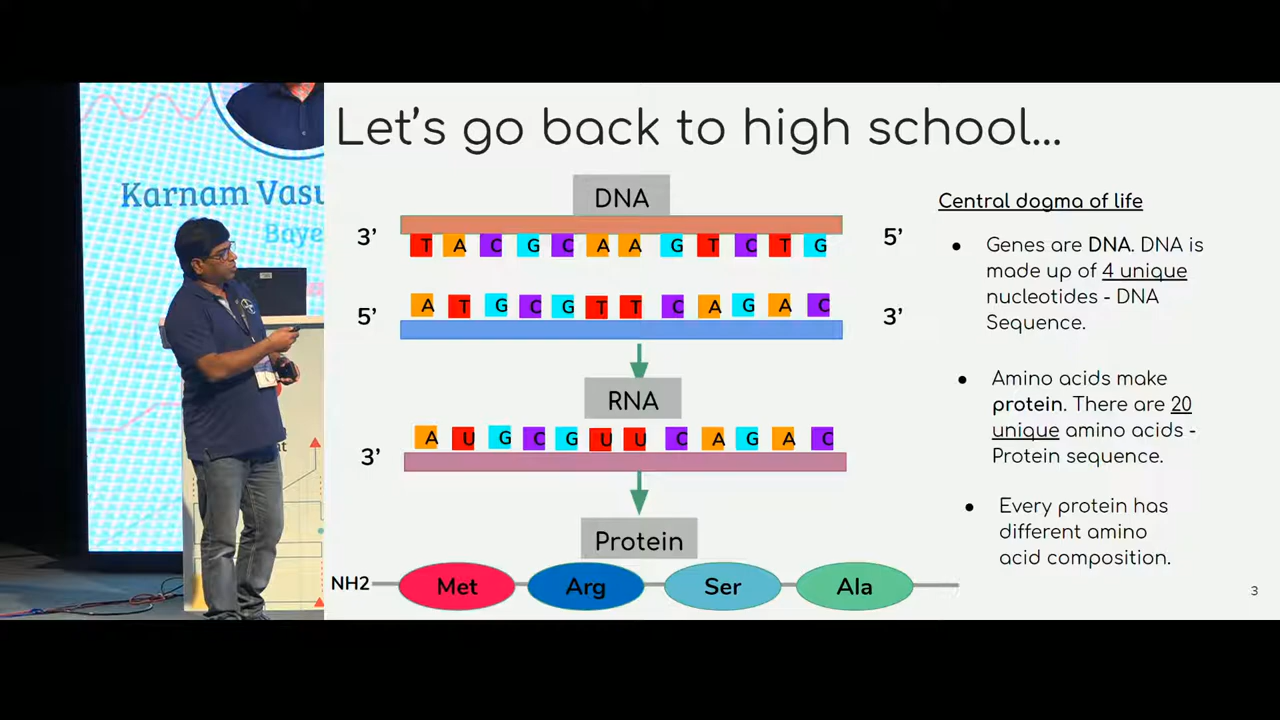 Let's go back to high school...
Karnam Vasu
Baye
DNA
3' T A C G C A A G T C T G 5'
5' A T G C G T T C A G A C 3'
RNA
3' A U G C G U U C A G A C
Protein
NH2 Met Arg Ser Ala
Central dogma of life
● Genes are DNA. DNA is
made up of 4 unique
nucleotides - DNA
Sequence.
● Amino acids make
protein. There are 20
unique amino acids -
Protein sequence.
● Every protein has
different amino
acid composition.
3